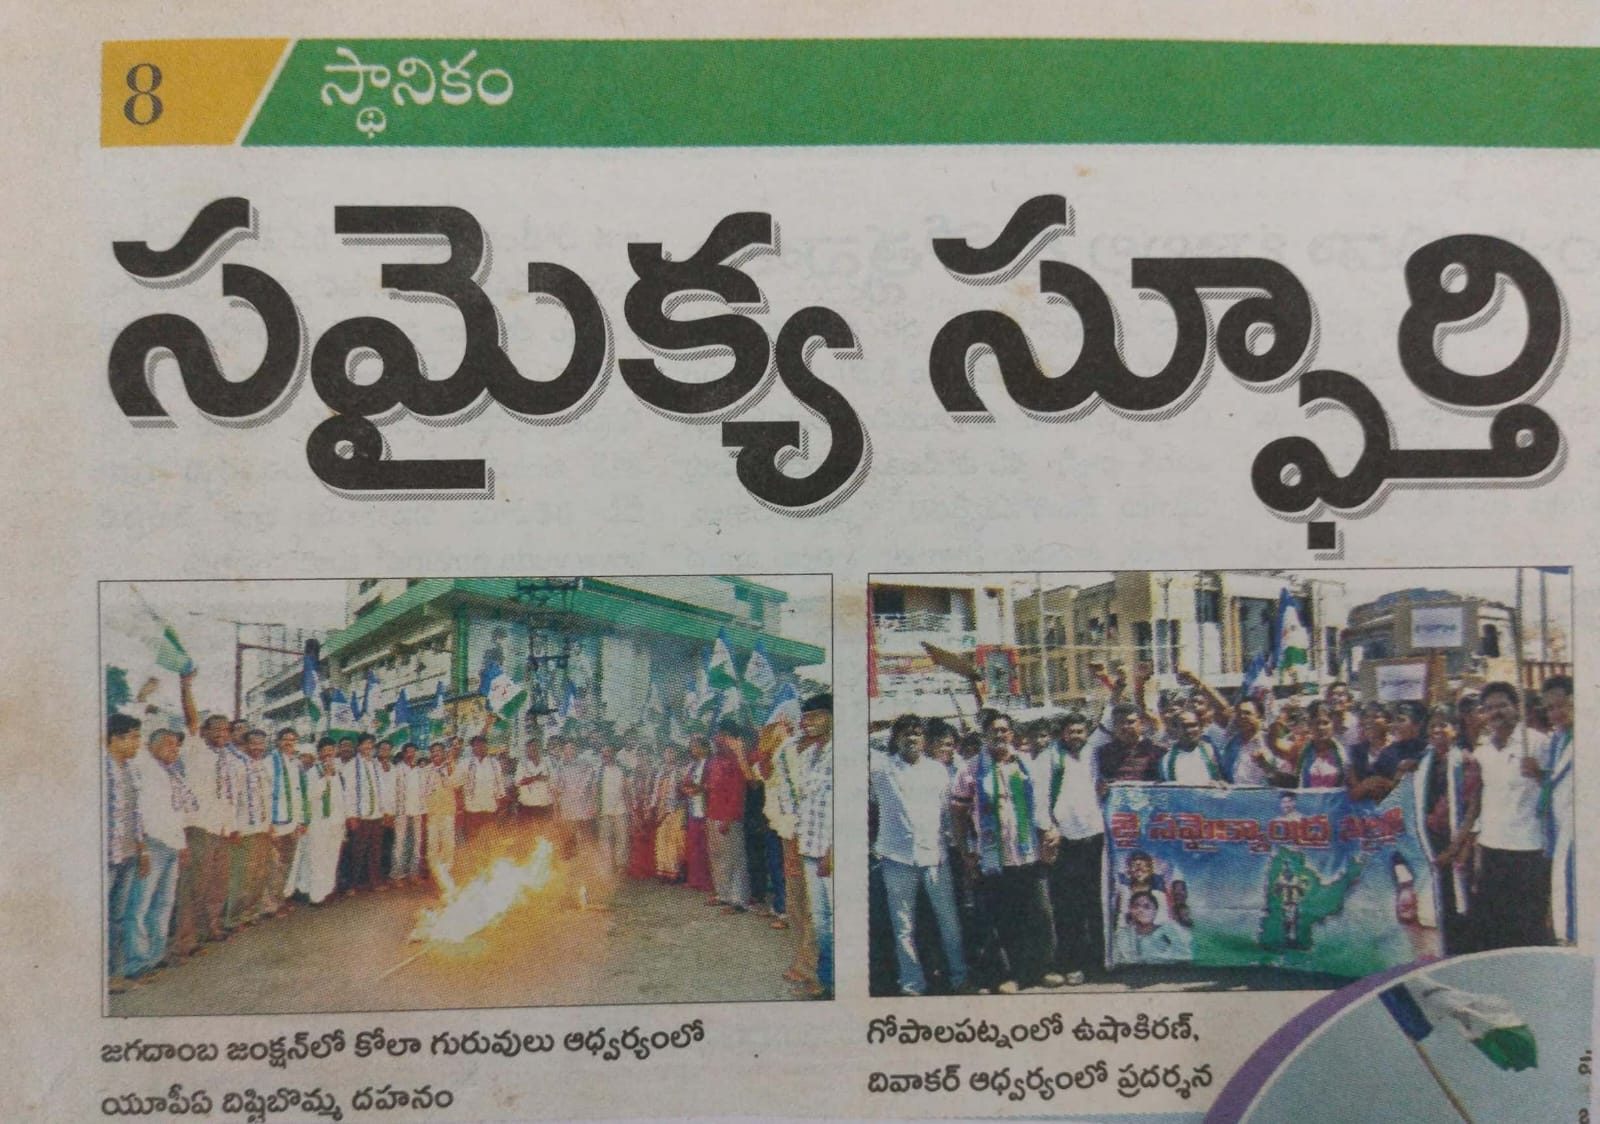 8
స్థానికం
సమైక్య స్ఫూర్తి
జై సమైక్యాంధ్ర
జగదాంబ జంక్షన్‌లో కోలా గురువులు ఆధ్వర్యంలో
యూపీఏ దిష్టిబొమ్మ దహనం
గోపాలపట్నంలో ఉషాకిరణ్,
దివాకర్ ఆధ్వర్యంలో ప్రదర్శన